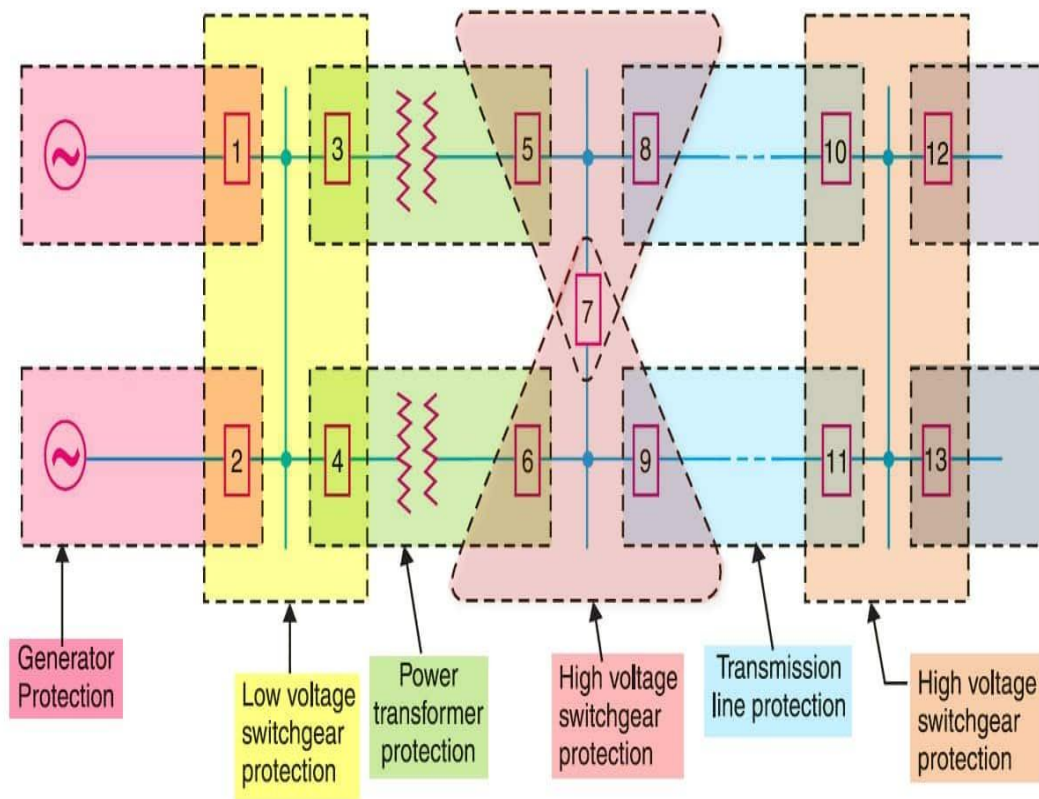 1
3
5
8
10
12
7
2
4
6
9
11
13
Generator
Protection
Low voltage
switchgear
protection
Power
transformer
protection
High voltage
switchgear
protection
Transmission
line protection
High voltage
switchgear
protection